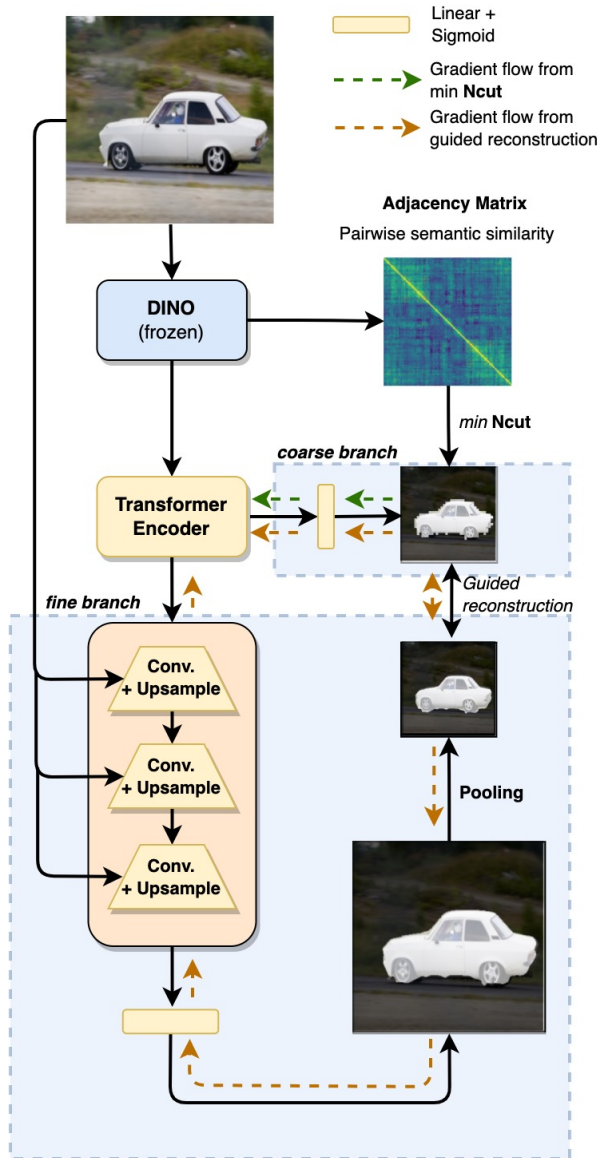 Linear +
Sigmoid
Gradient flow from
min Ncut
Gradient flow from
guided reconstruction
Adjacency Matrix
Pairwise semantic similarity
DINO
(frozen)
min Ncut
coarse branch
Transformer
Encoder
Guided
reconstruction
fine branch
Conv.
+ Upsample
Conv.
+ Upsample
Pooling
Conv.
+ Upsample